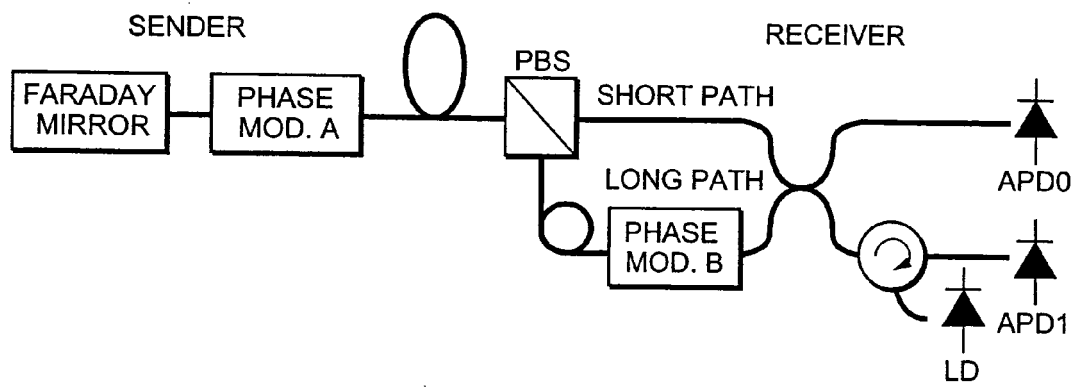 SENDER
RECEIVER
FARADAY
MIRROR
PHASE
MOD. A
PBS
SHORT PATH
LONG PATH
PHASE
MOD. B
APD0
APD1
LD